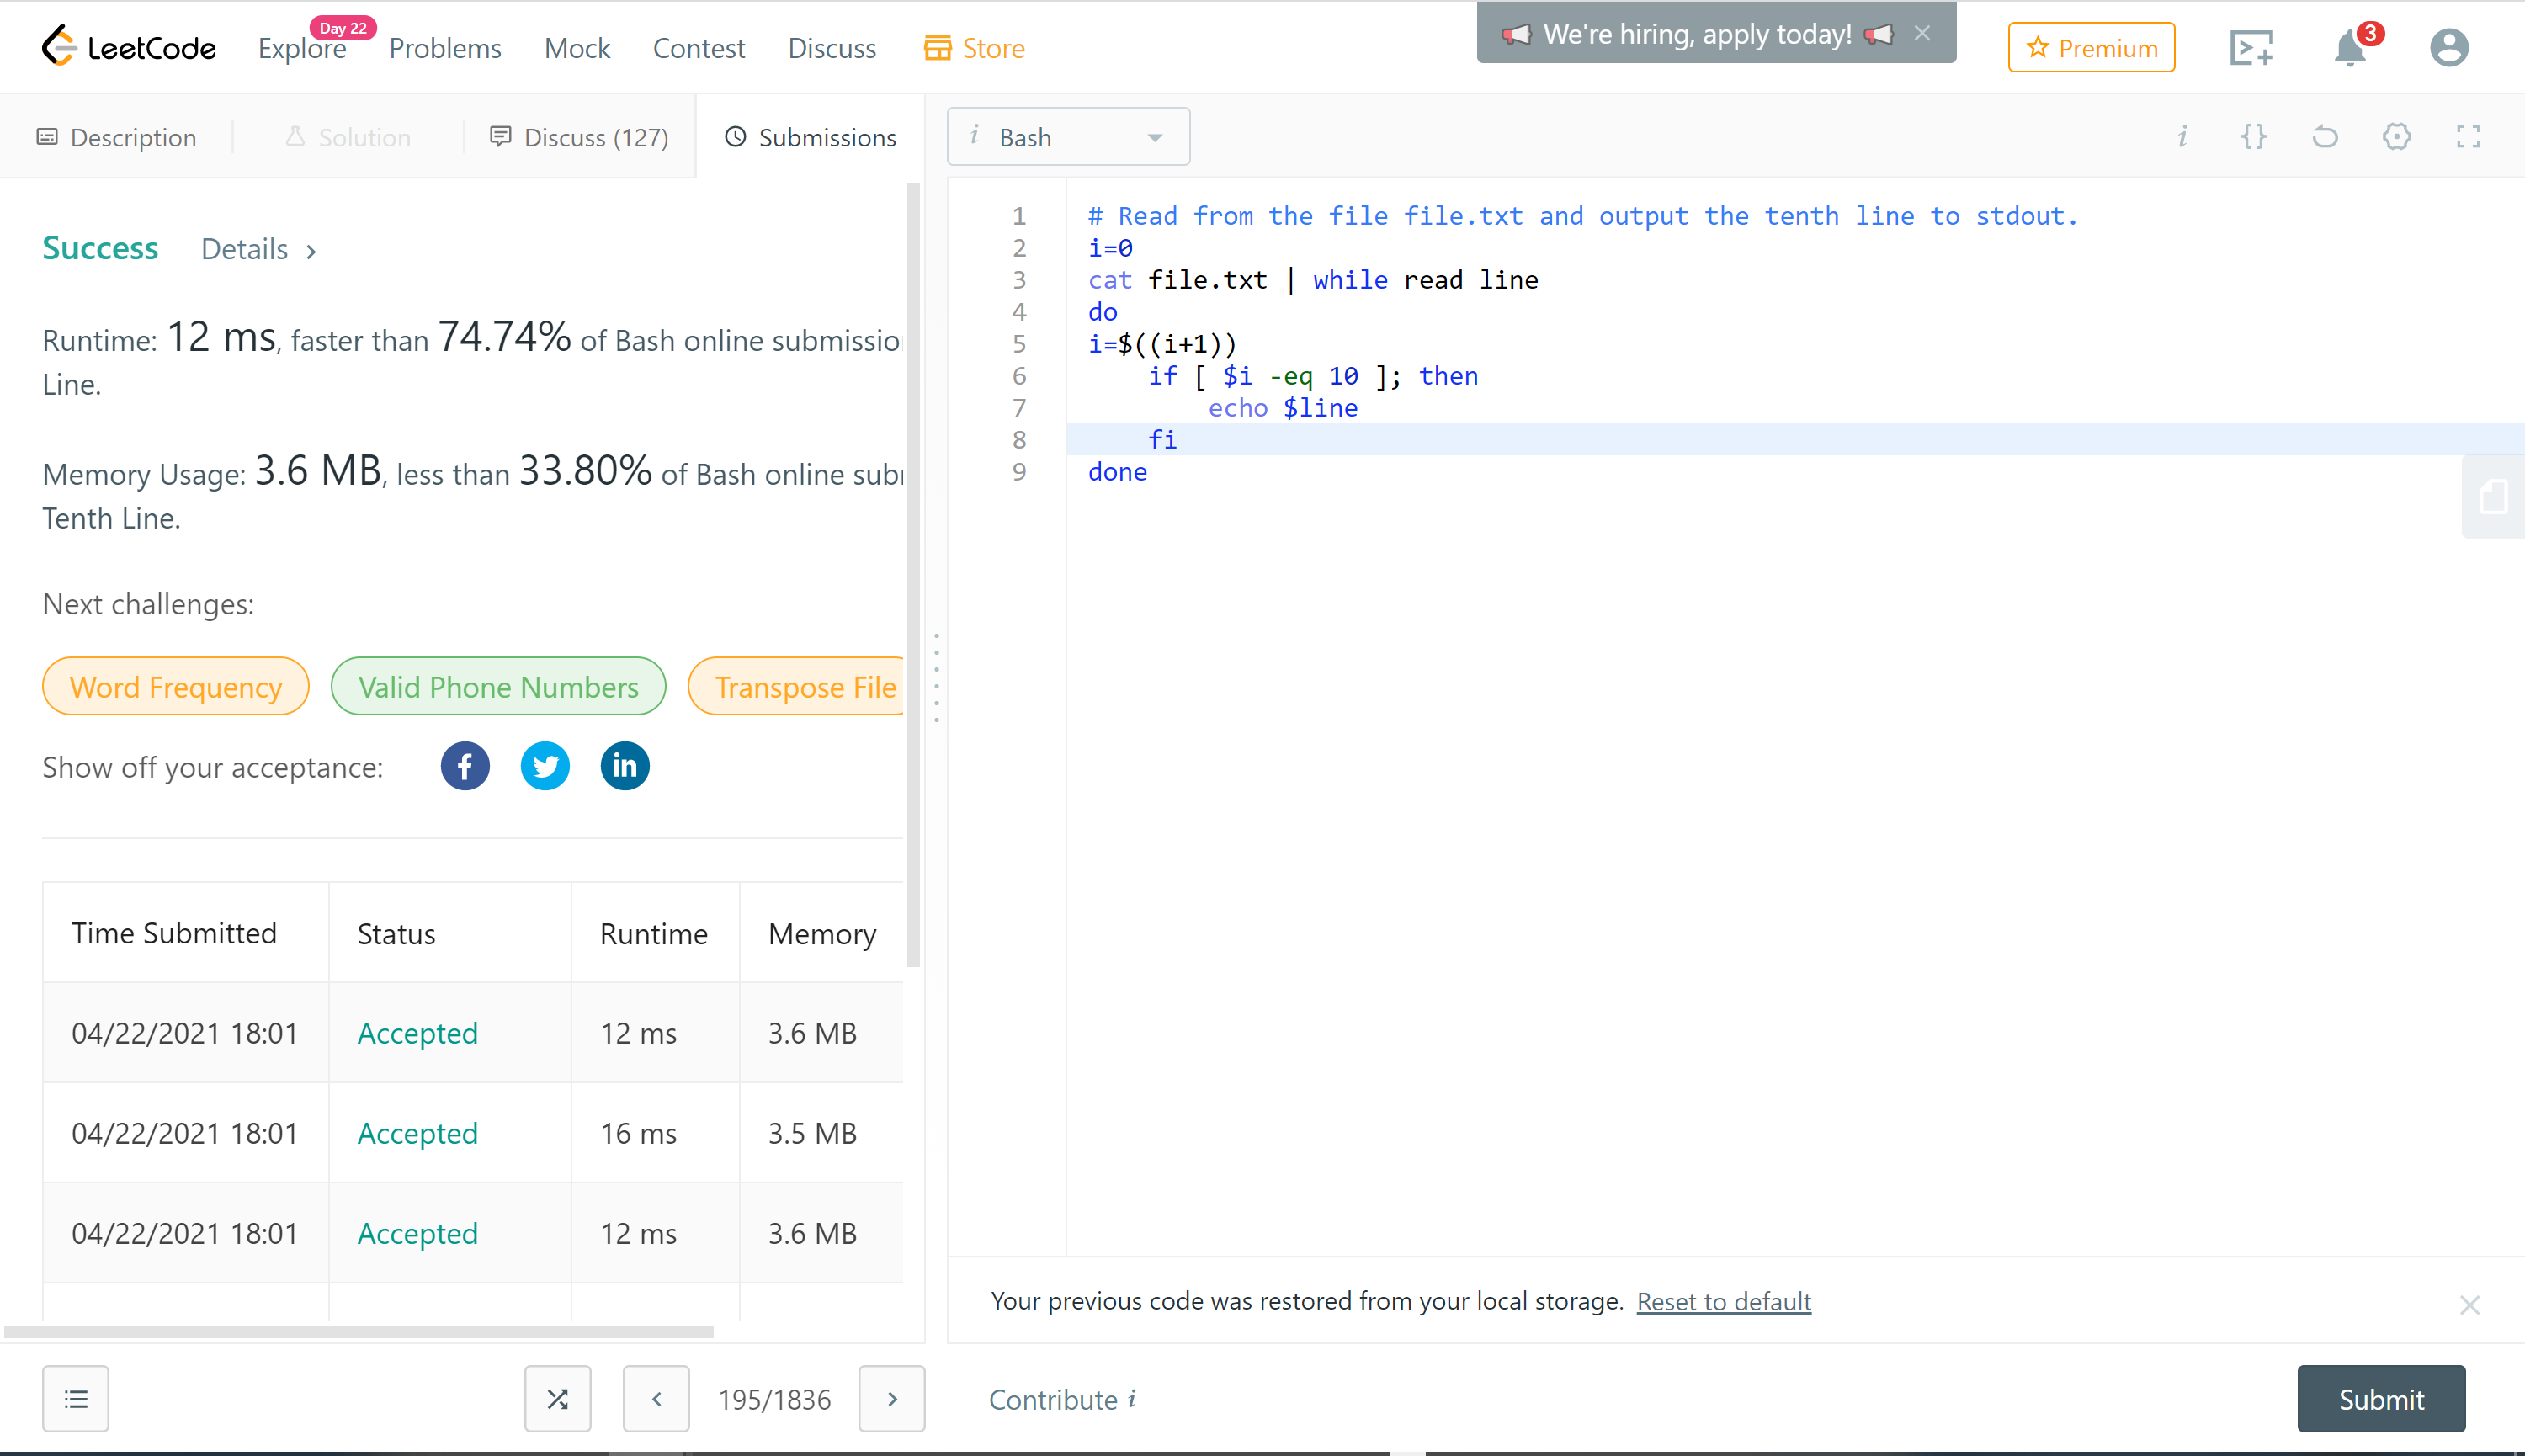 LeetCode
Explore
Day 22
Problems
Mock
Contest
Discuss
Store
We're hiring, apply today!
Premium
3
Description
Solution
Discuss (127)
Submissions
i Bash
i
{}
Success Details
Runtime: 12 ms, faster than 74.74% of Bash online submissio
Line.
Memory Usage: 3.6 MB, less than 33.80% of Bash online sub
Tenth Line.
Next challenges:
Word Frequency
Valid Phone Numbers
Transpose File
Show off your acceptance:
Time Submitted Status Runtime Memory
04/22/2021 18:01 Accepted 12 ms 3.6 MB
04/22/2021 18:01 Accepted 16 ms 3.5 MB
04/22/2021 18:01 Accepted 12 ms 3.6 MB
195/1836
1 # Read from the file file.txt and output the tenth line to stdout.
2 i=0
3 cat file.txt | while read line
4 do
5 i=$((i+1))
6     if [ $i -eq 10 ]; then
7         echo $line
8     fi
9 done
Your previous code was restored from your local storage. Reset to default
Contribute i
Submit